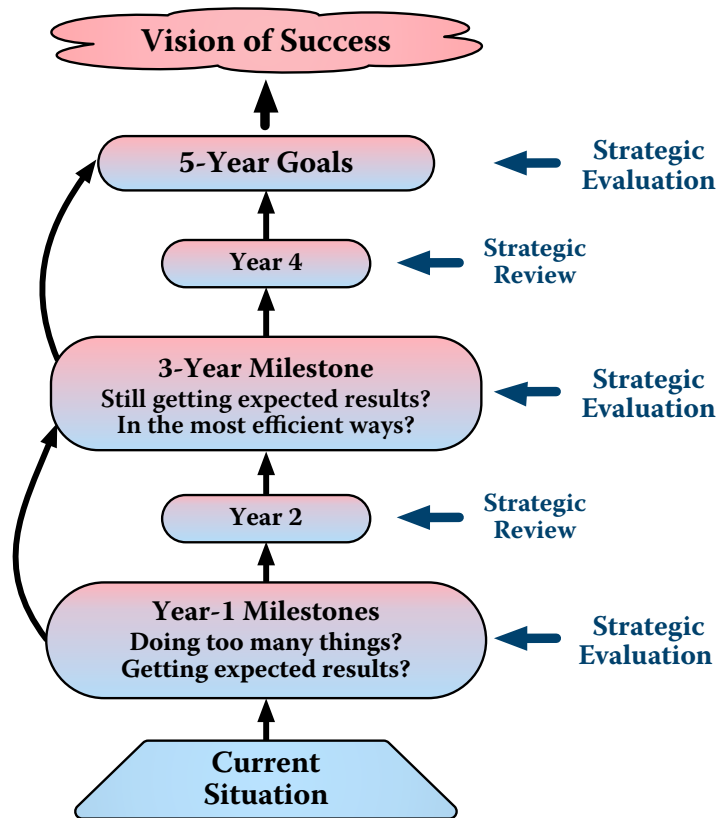 Vision of Success
5-Year Goals
Strategic
Evaluation
Year 4
Strategic
Review
3-Year Milestone
Still getting expected results?
In the most efficient ways?
Strategic
Evaluation
Year 2
Strategic
Review
Year-1 Milestones
Doing too many things?
Getting expected results?
Strategic
Evaluation
Current
Situation